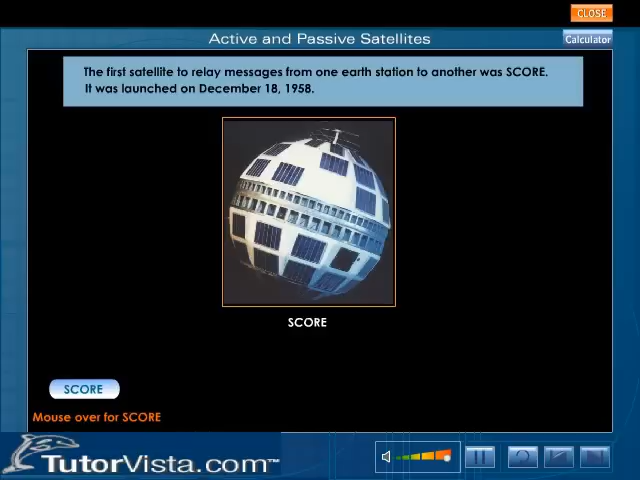 CLOSE
Active and Passive Satellites
Calculator
The first satellite to relay messages from one earth station to another was SCORE.
It was launched on December 18, 1958.
SCORE
SCORE
Mouse over for SCORE
TutorVista.com™